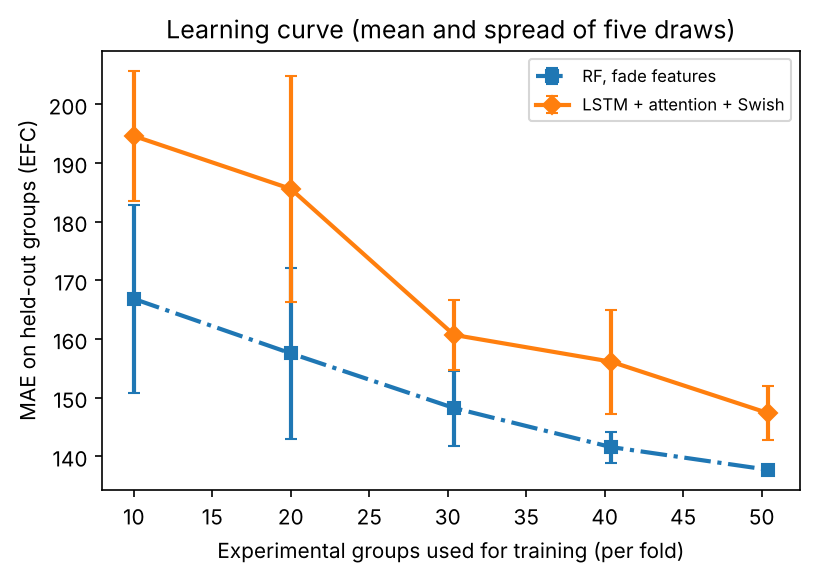 Learning curve (mean and spread of five draws)
RF, fade features
LSTM + attention + Swish
MAE on held-out groups (EFC)
200
190
180
170
160
150
140
10 15 20 25 30 35 40 45 50
Experimental groups used for training (per fold)